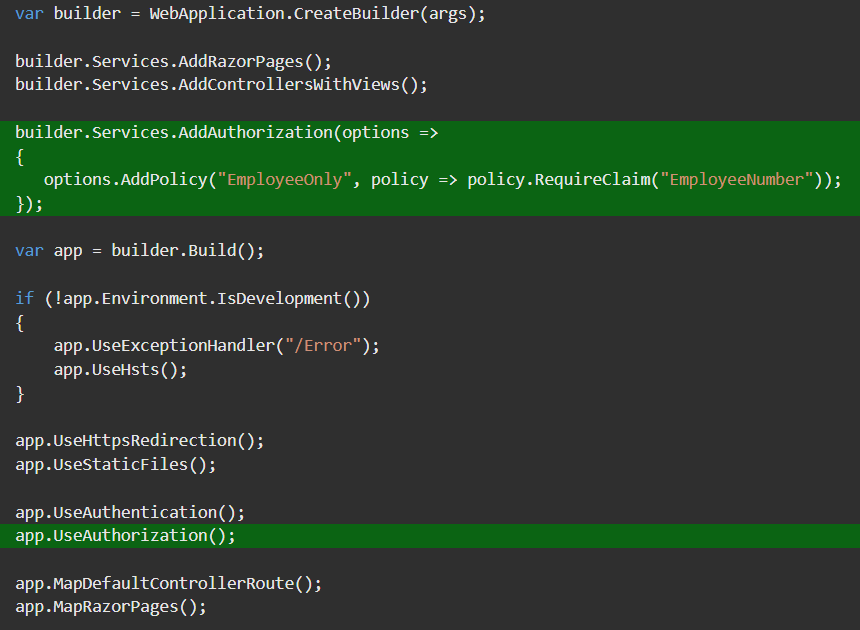 var builder = WebApplication.CreateBuilder(args);
builder.Services.AddRazorPages();
builder.Services.AddControllersWithViews();
builder.Services.AddAuthorization(options =>
{
   options.AddPolicy("EmployeeOnly", policy => policy.RequireClaim("EmployeeNumber"));
});
var app = builder.Build();
if (!app.Environment.IsDevelopment())
{
    app.UseExceptionHandler("/Error");
    app.UseHsts();
}
app.UseHttpsRedirection();
app.UseStaticFiles();
app.UseAuthentication();
app.UseAuthorization();
app.MapDefaultControllerRoute();
app.MapRazorPages();